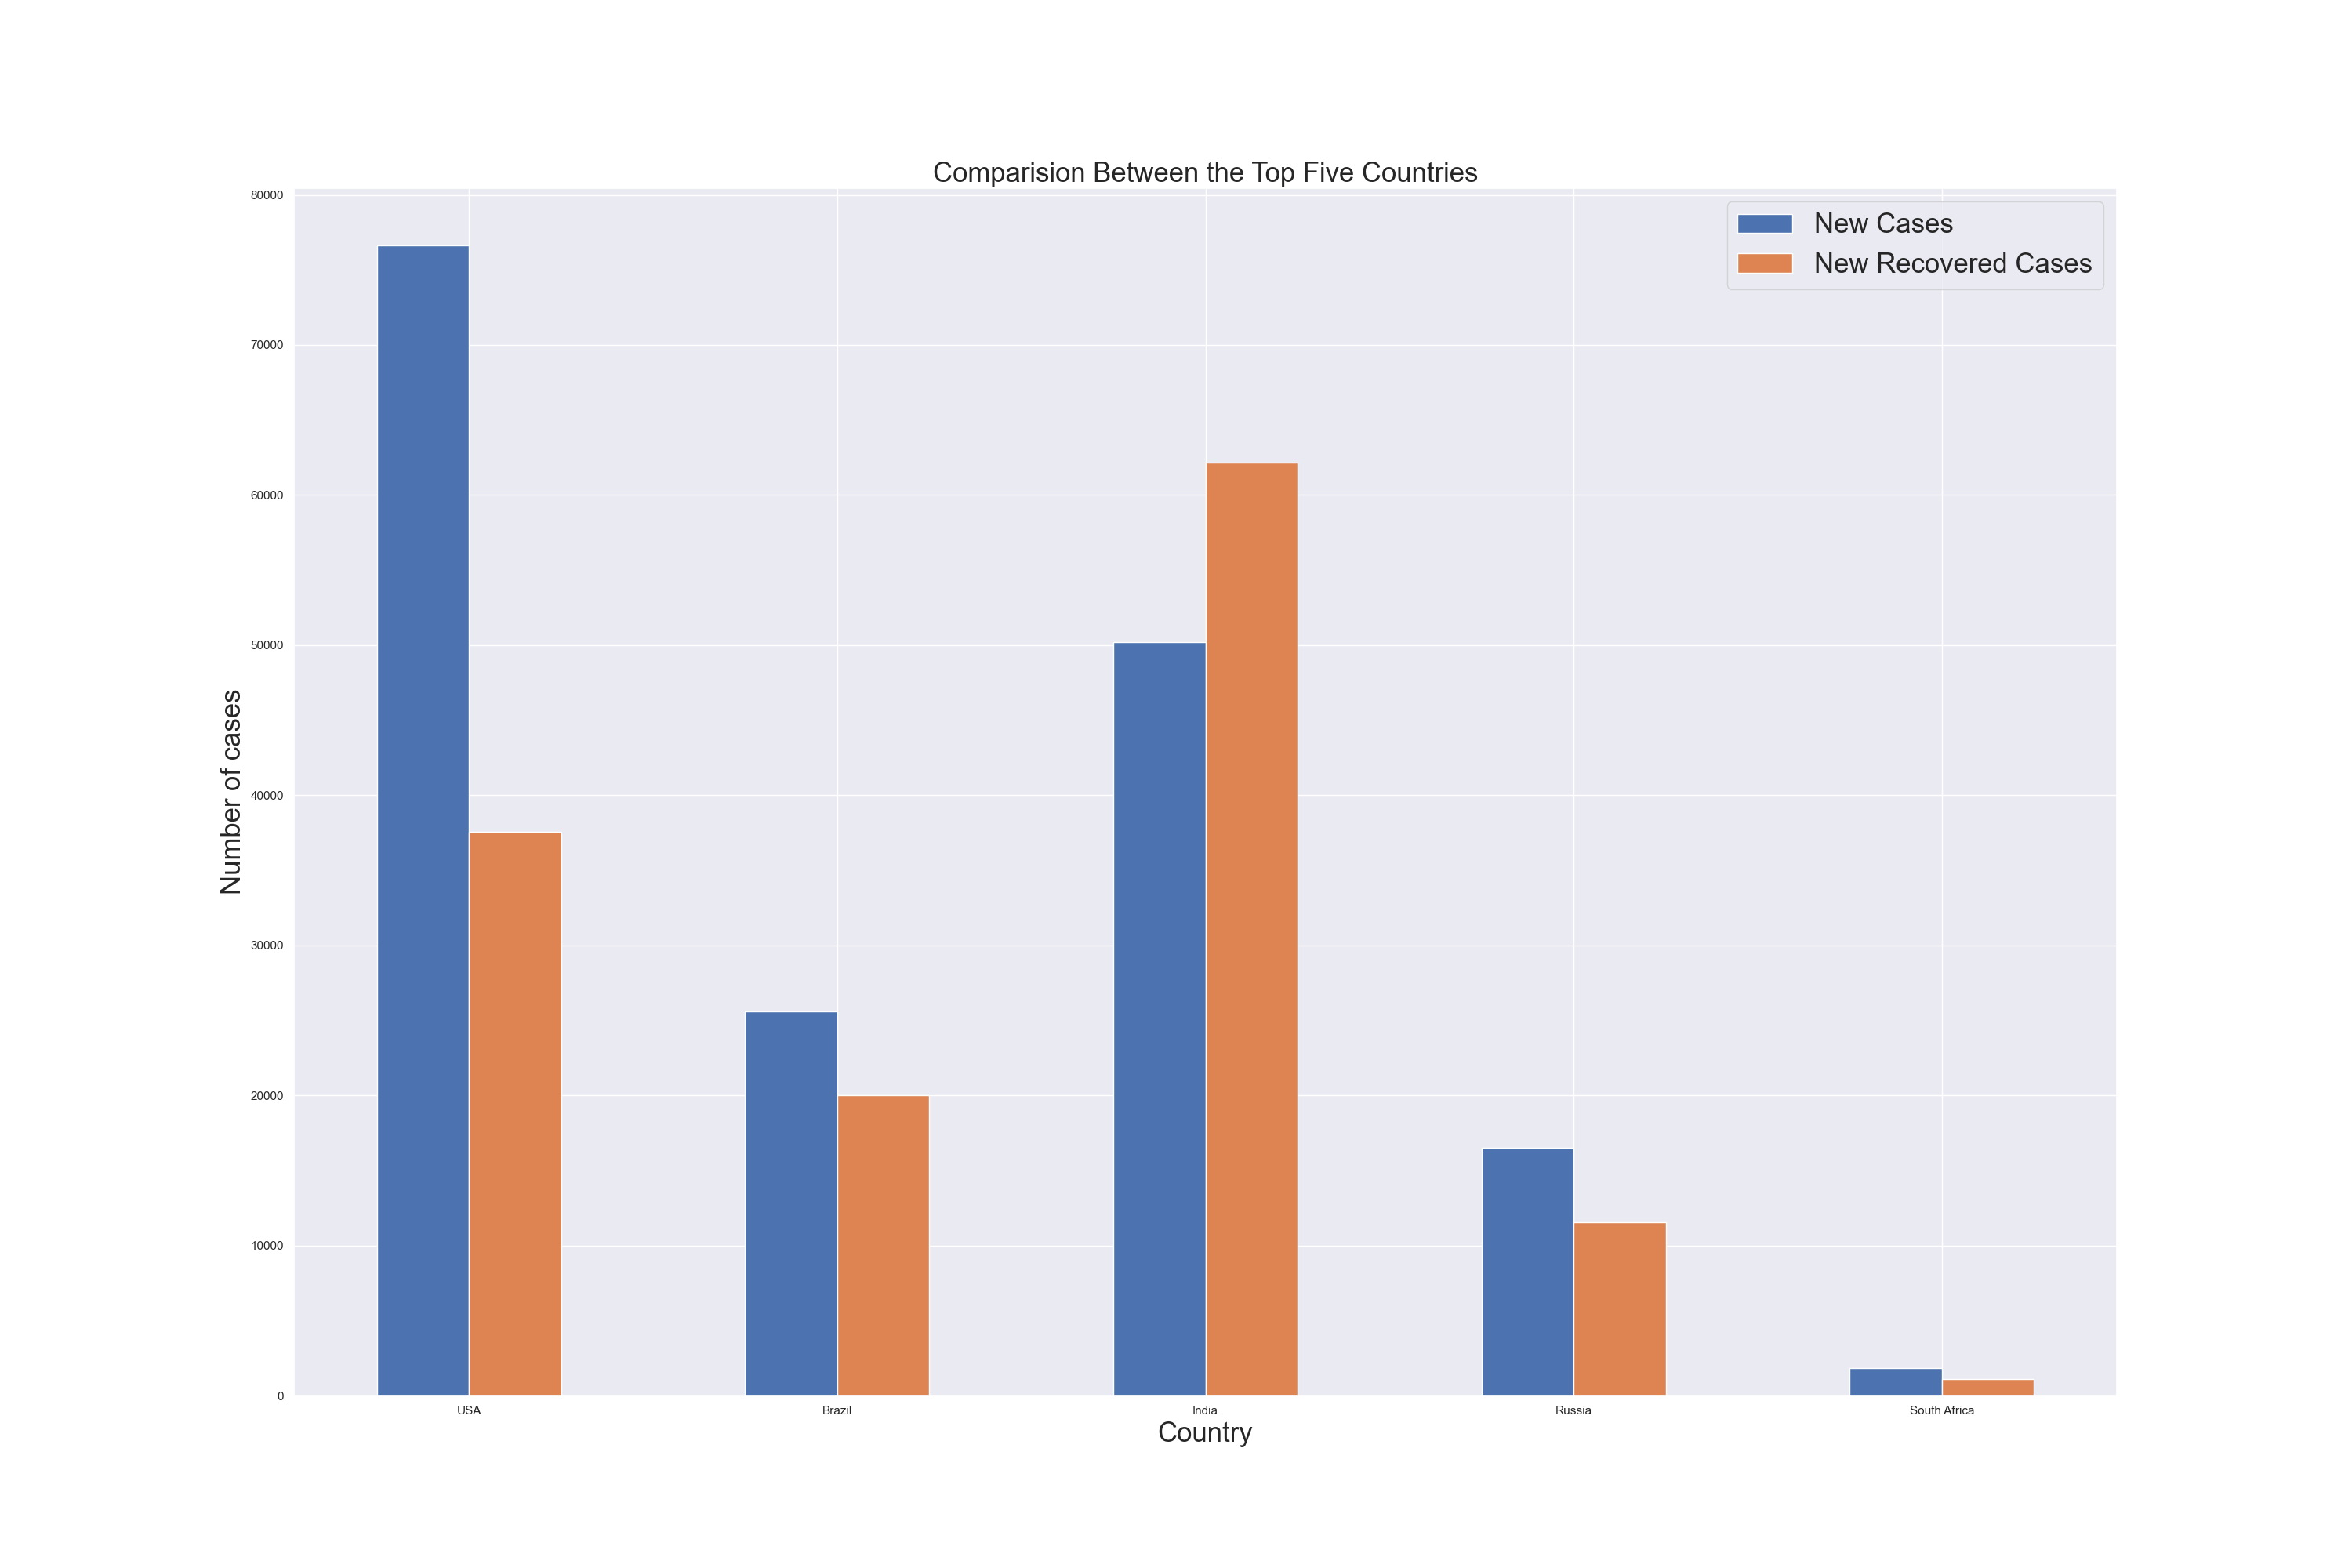 Comparision Between the Top Five Countries
New Cases
New Recovered Cases
Number of cases
80000
70000
60000
50000
40000
30000
20000
10000
0
USA Brazil India Russia South Africa
Country